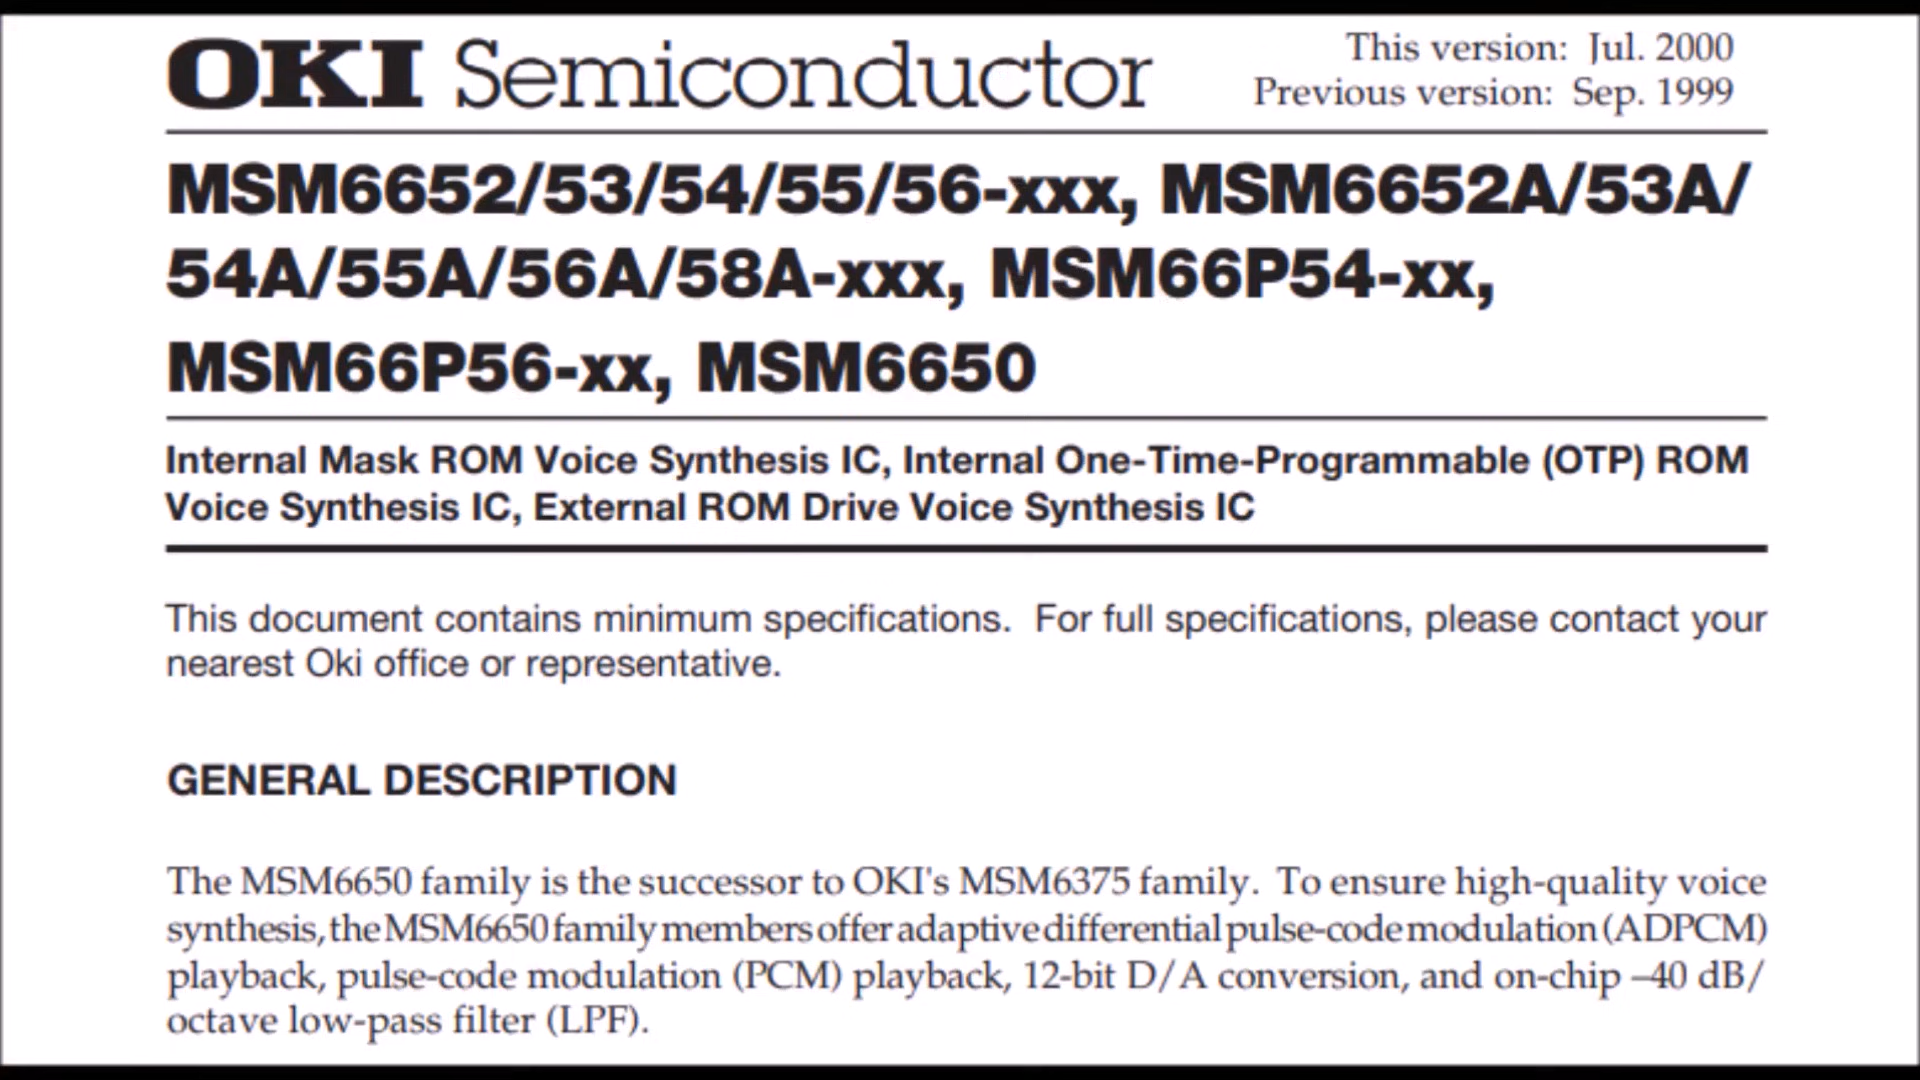 OKI Semiconductor
This version: Jul. 2000
Previous version: Sep. 1999
MSM6652/53/54/55/56-xxx, MSM6652A/53A/
54A/55A/56A/58A-xxx, MSM66P54-xx,
MSM66P56-xx, MSM6650
Internal Mask ROM Voice Synthesis IC, Internal One-Time-Programmable (OTP) ROM
Voice Synthesis IC, External ROM Drive Voice Synthesis IC
This document contains minimum specifications. For full specifications, please contact your
nearest Oki office or representative.
GENERAL DESCRIPTION
The MSM6650 family is the successor to OKI's MSM6375 family. To ensure high-quality voice
synthesis, the MSM6650 family members offer adaptive differential pulse-code modulation (ADPCM)
playback, pulse-code modulation (PCM) playback, 12-bit D/A conversion, and on-chip –40 dB/
octave low-pass filter (LPF).